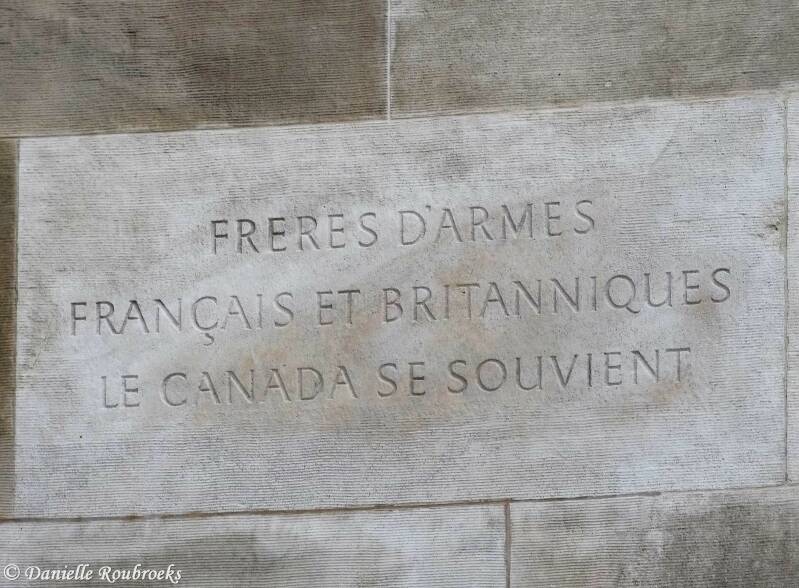 FRERES D'ARMES
FRANÇAIS ET BRITANNIQUES
LE CANADA SE SOUVIENT
© Danielle Roubroeks